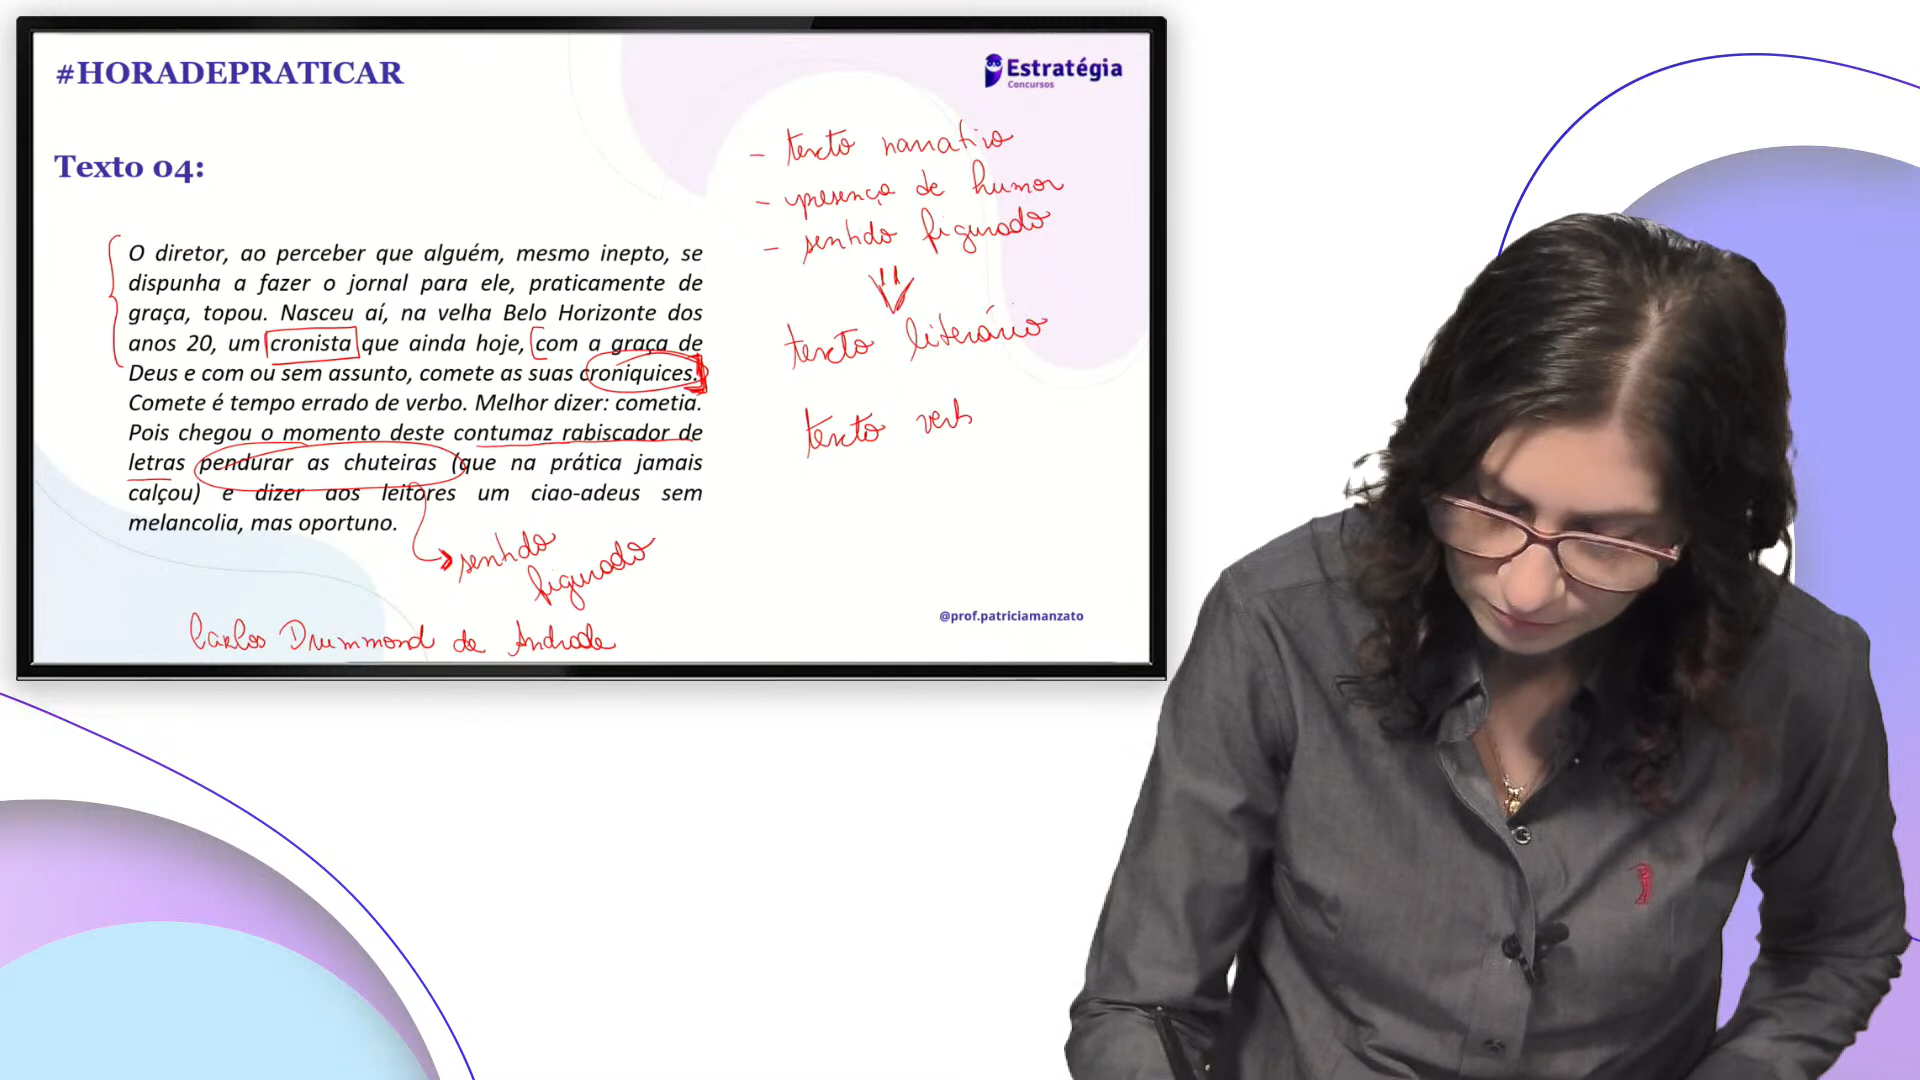 #HORADEPRATICAR
Estratégia
Concursos
Texto 04:
O diretor, ao perceber que alguém, mesmo inepto, se
dispunha a fazer o jornal para ele, praticamente de
graça, topou. Nasceu aí, na velha Belo Horizonte dos
anos 20, um cronista que ainda hoje, com a graça de
Deus e com ou sem assunto, comete as suas croniquices.
Comete é tempo errado de verbo. Melhor dizer: cometia.
Pois chegou o momento deste contumaz rabiscador de
letras pendurar as chuteiras (que na prática jamais
calçou) e dizer aos leitores um ciao-adeus sem
melancolia, mas oportuno.
sentido
figurado
Carlos Drummond de Andrade
- texto narrativo
- presença de humor
- sentido figurado
texto literário
texto verb
@prof.patriciamanzato